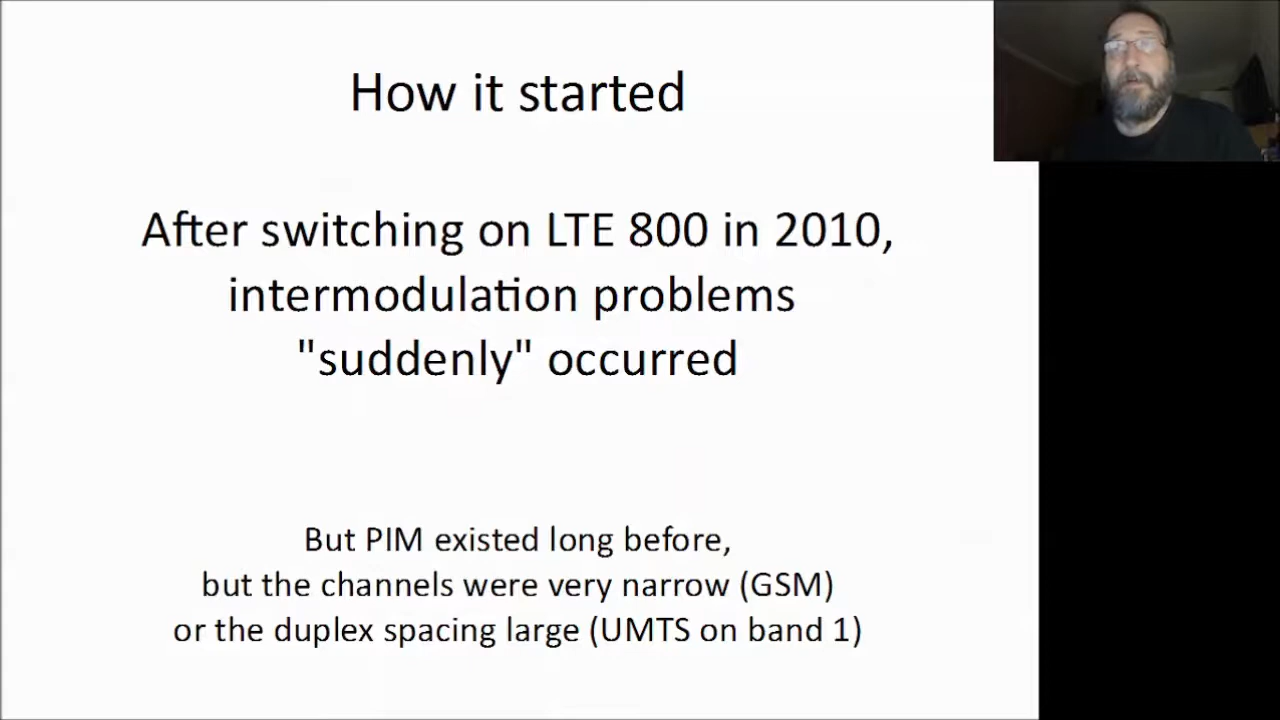 How it started
After switching on LTE 800 in 2010,
intermodulation problems
"suddenly" occurred
But PIM existed long before,
but the channels were very narrow (GSM)
or the duplex spacing large (UMTS on band 1)